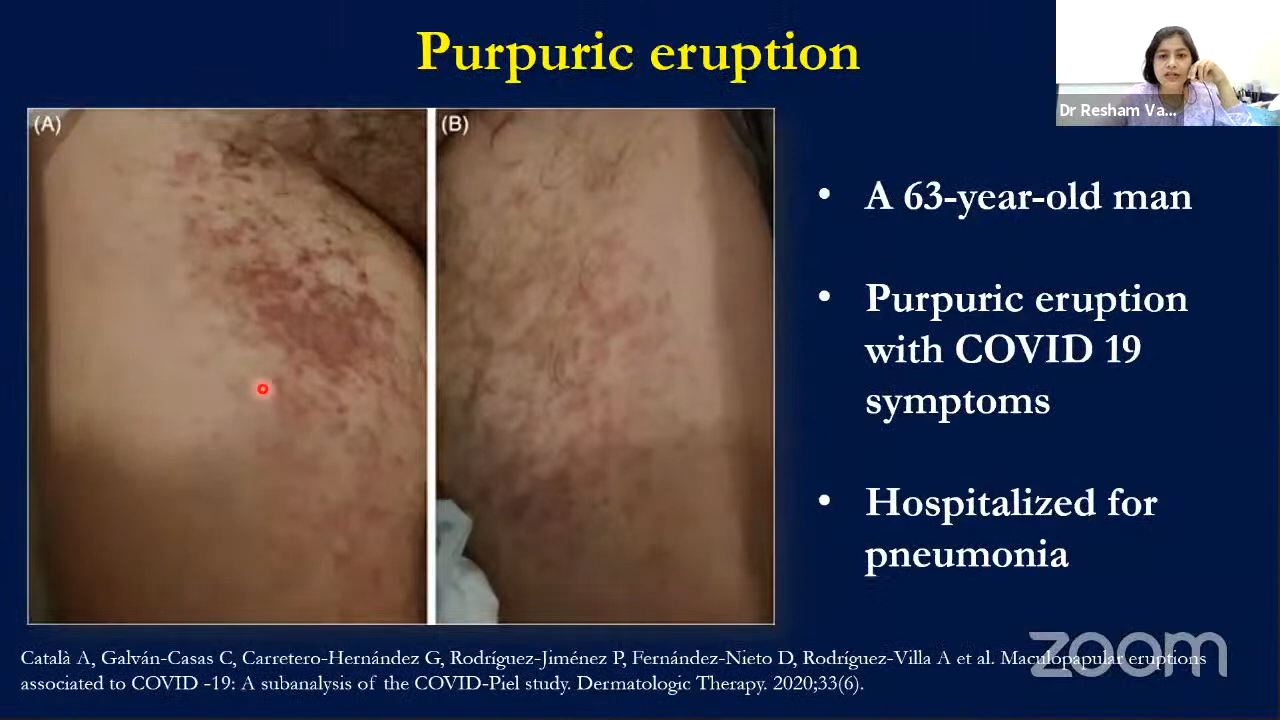 Purpuric eruption
Dr Resham Va...
(A)
(B)
• A 63-year-old man
• Purpuric eruption
with COVID 19
symptoms
• Hospitalized for
pneumonia
zoom
Català A, Galván-Casas C, Carretero-Hernández G, Rodríguez-Jiménez P, Fernández-Nieto D, Rodríguez-Villa A et al. Maculopapular eruptions
associated to COVID -19: A subanalysis of the COVID-Piel study. Dermatologic Therapy. 2020;33(6).